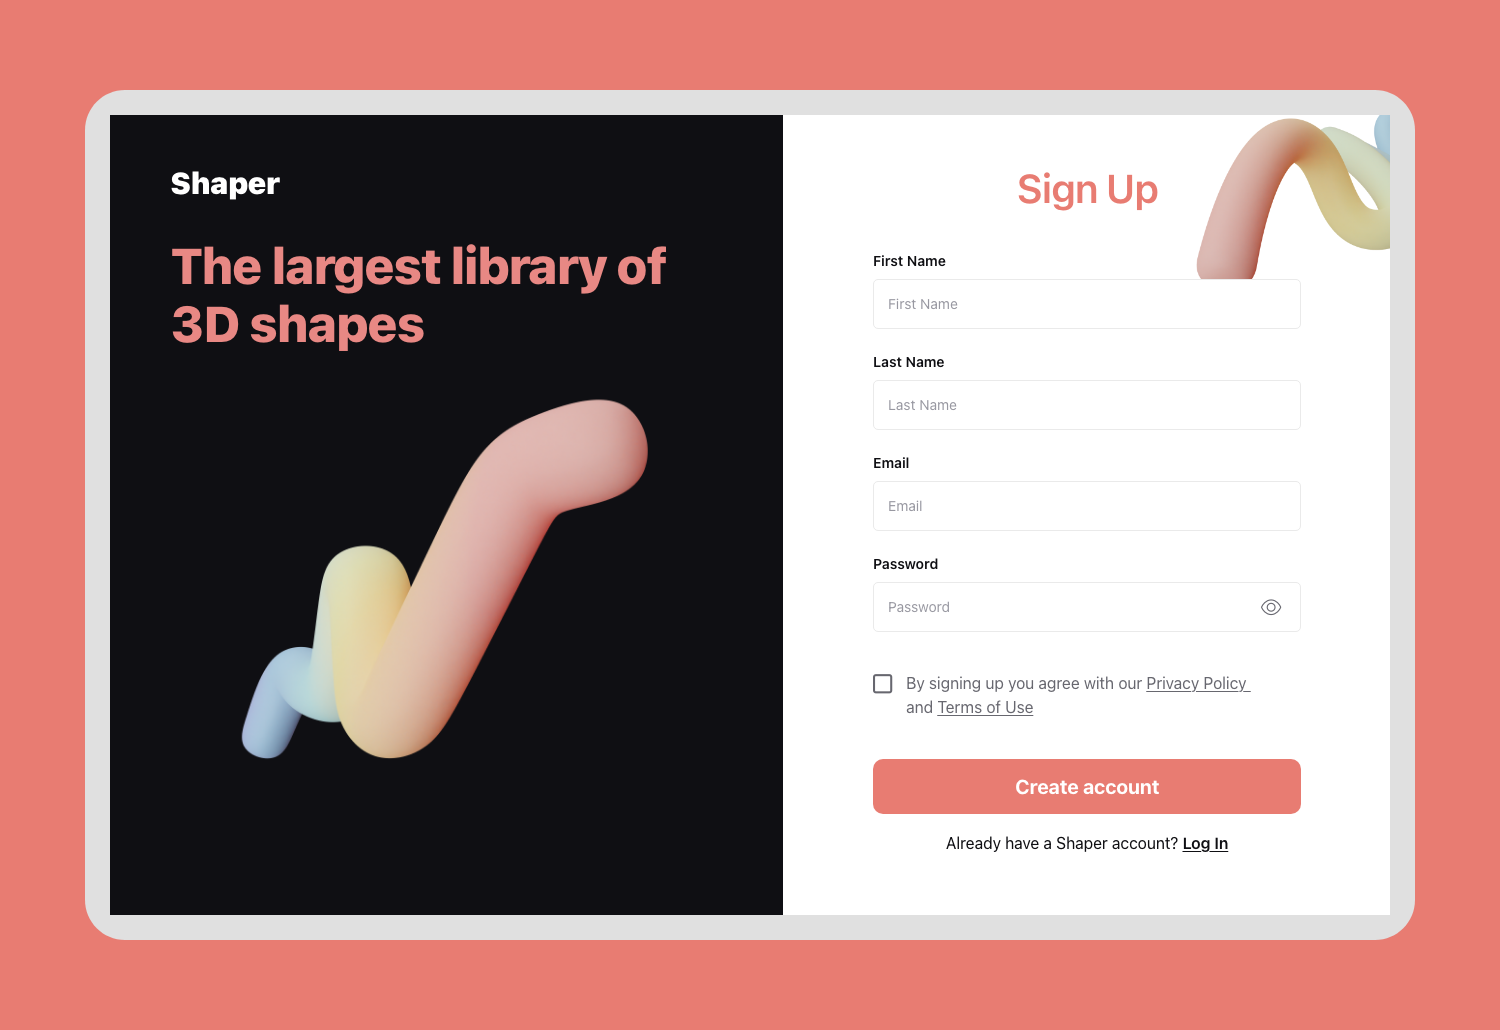 Shaper
The largest library of
3D shapes
Sign Up
First Name
First Name
Last Name
Last Name
Email
Email
Password
Password
By signing up you agree with our Privacy Policy
and Terms of Use
Create account
Already have a Shaper account? Log In